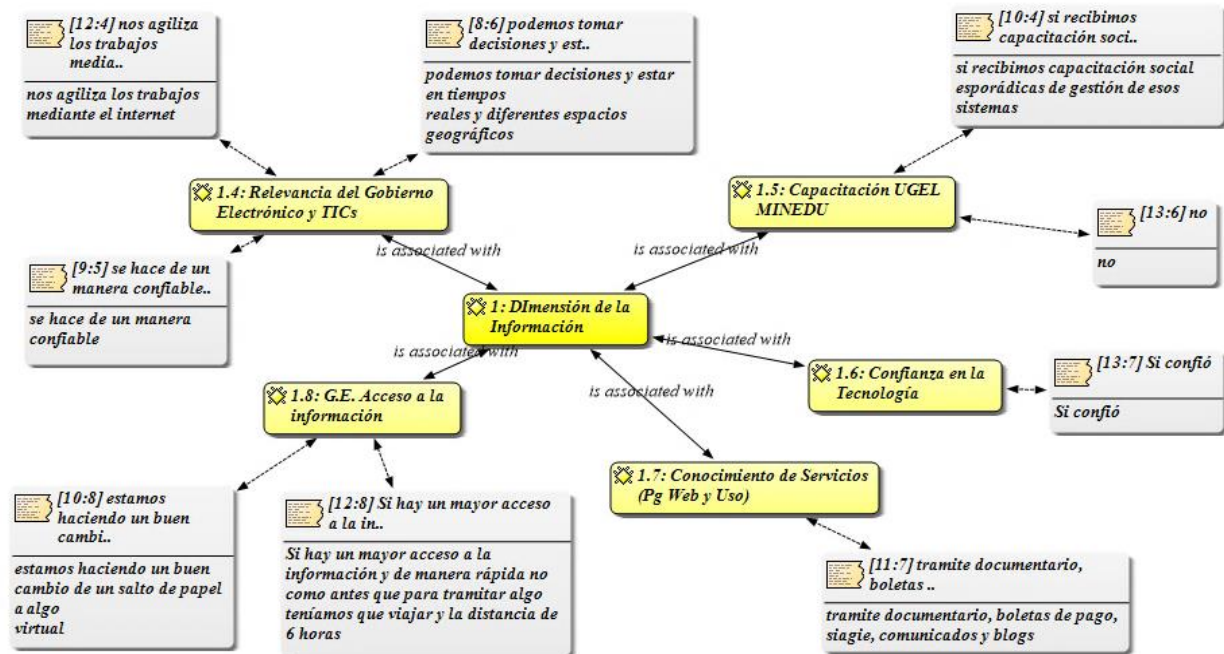 [12:4] nos agiliza
los trabajos
media..
nos agiliza los trabajos
mediante el internet
[8:6] podemos tomar
decisiones y est..
podemos tomar decisiones y estar
en tiempos
reales y diferentes espacios
geográficos
[10:4] si recibimos
capacitación soci..
si recibimos capacitación social
esporádicas de gestión de esos
sistemas
1.4: Relevancia del Gobierno
Electrónico y TICs
1.5: Capacitación UGEL
MINEDU
[13:6] no
no
is associated with
is associated with
[9:5] se hace de un
manera confiable..
se hace de un manera
confiable
1: DImensión de la
Información
is associated with
is associated with
is associated with
1.6: Confianza en la
Tecnología
[13:7] Si confió
Si confió
1.8: G.E. Acceso a la
información
1.7: Conocimiento de Servicios
(Pg Web y Uso)
[10:8] estamos
haciendo un buen
cambi..
estamos haciendo un buen
cambio de un salto de papel
a algo
virtual
[12:8] Si hay un mayor acceso
a la in..
Si hay un mayor acceso a la
información y de manera rápida no
como antes que para tramitar algo
teníamos que viajar y la distancia de
6 horas
[11:7] tramite documentario,
boletas ..
tramite documentario, boletas de pago,
siagie, comunicados y blogs